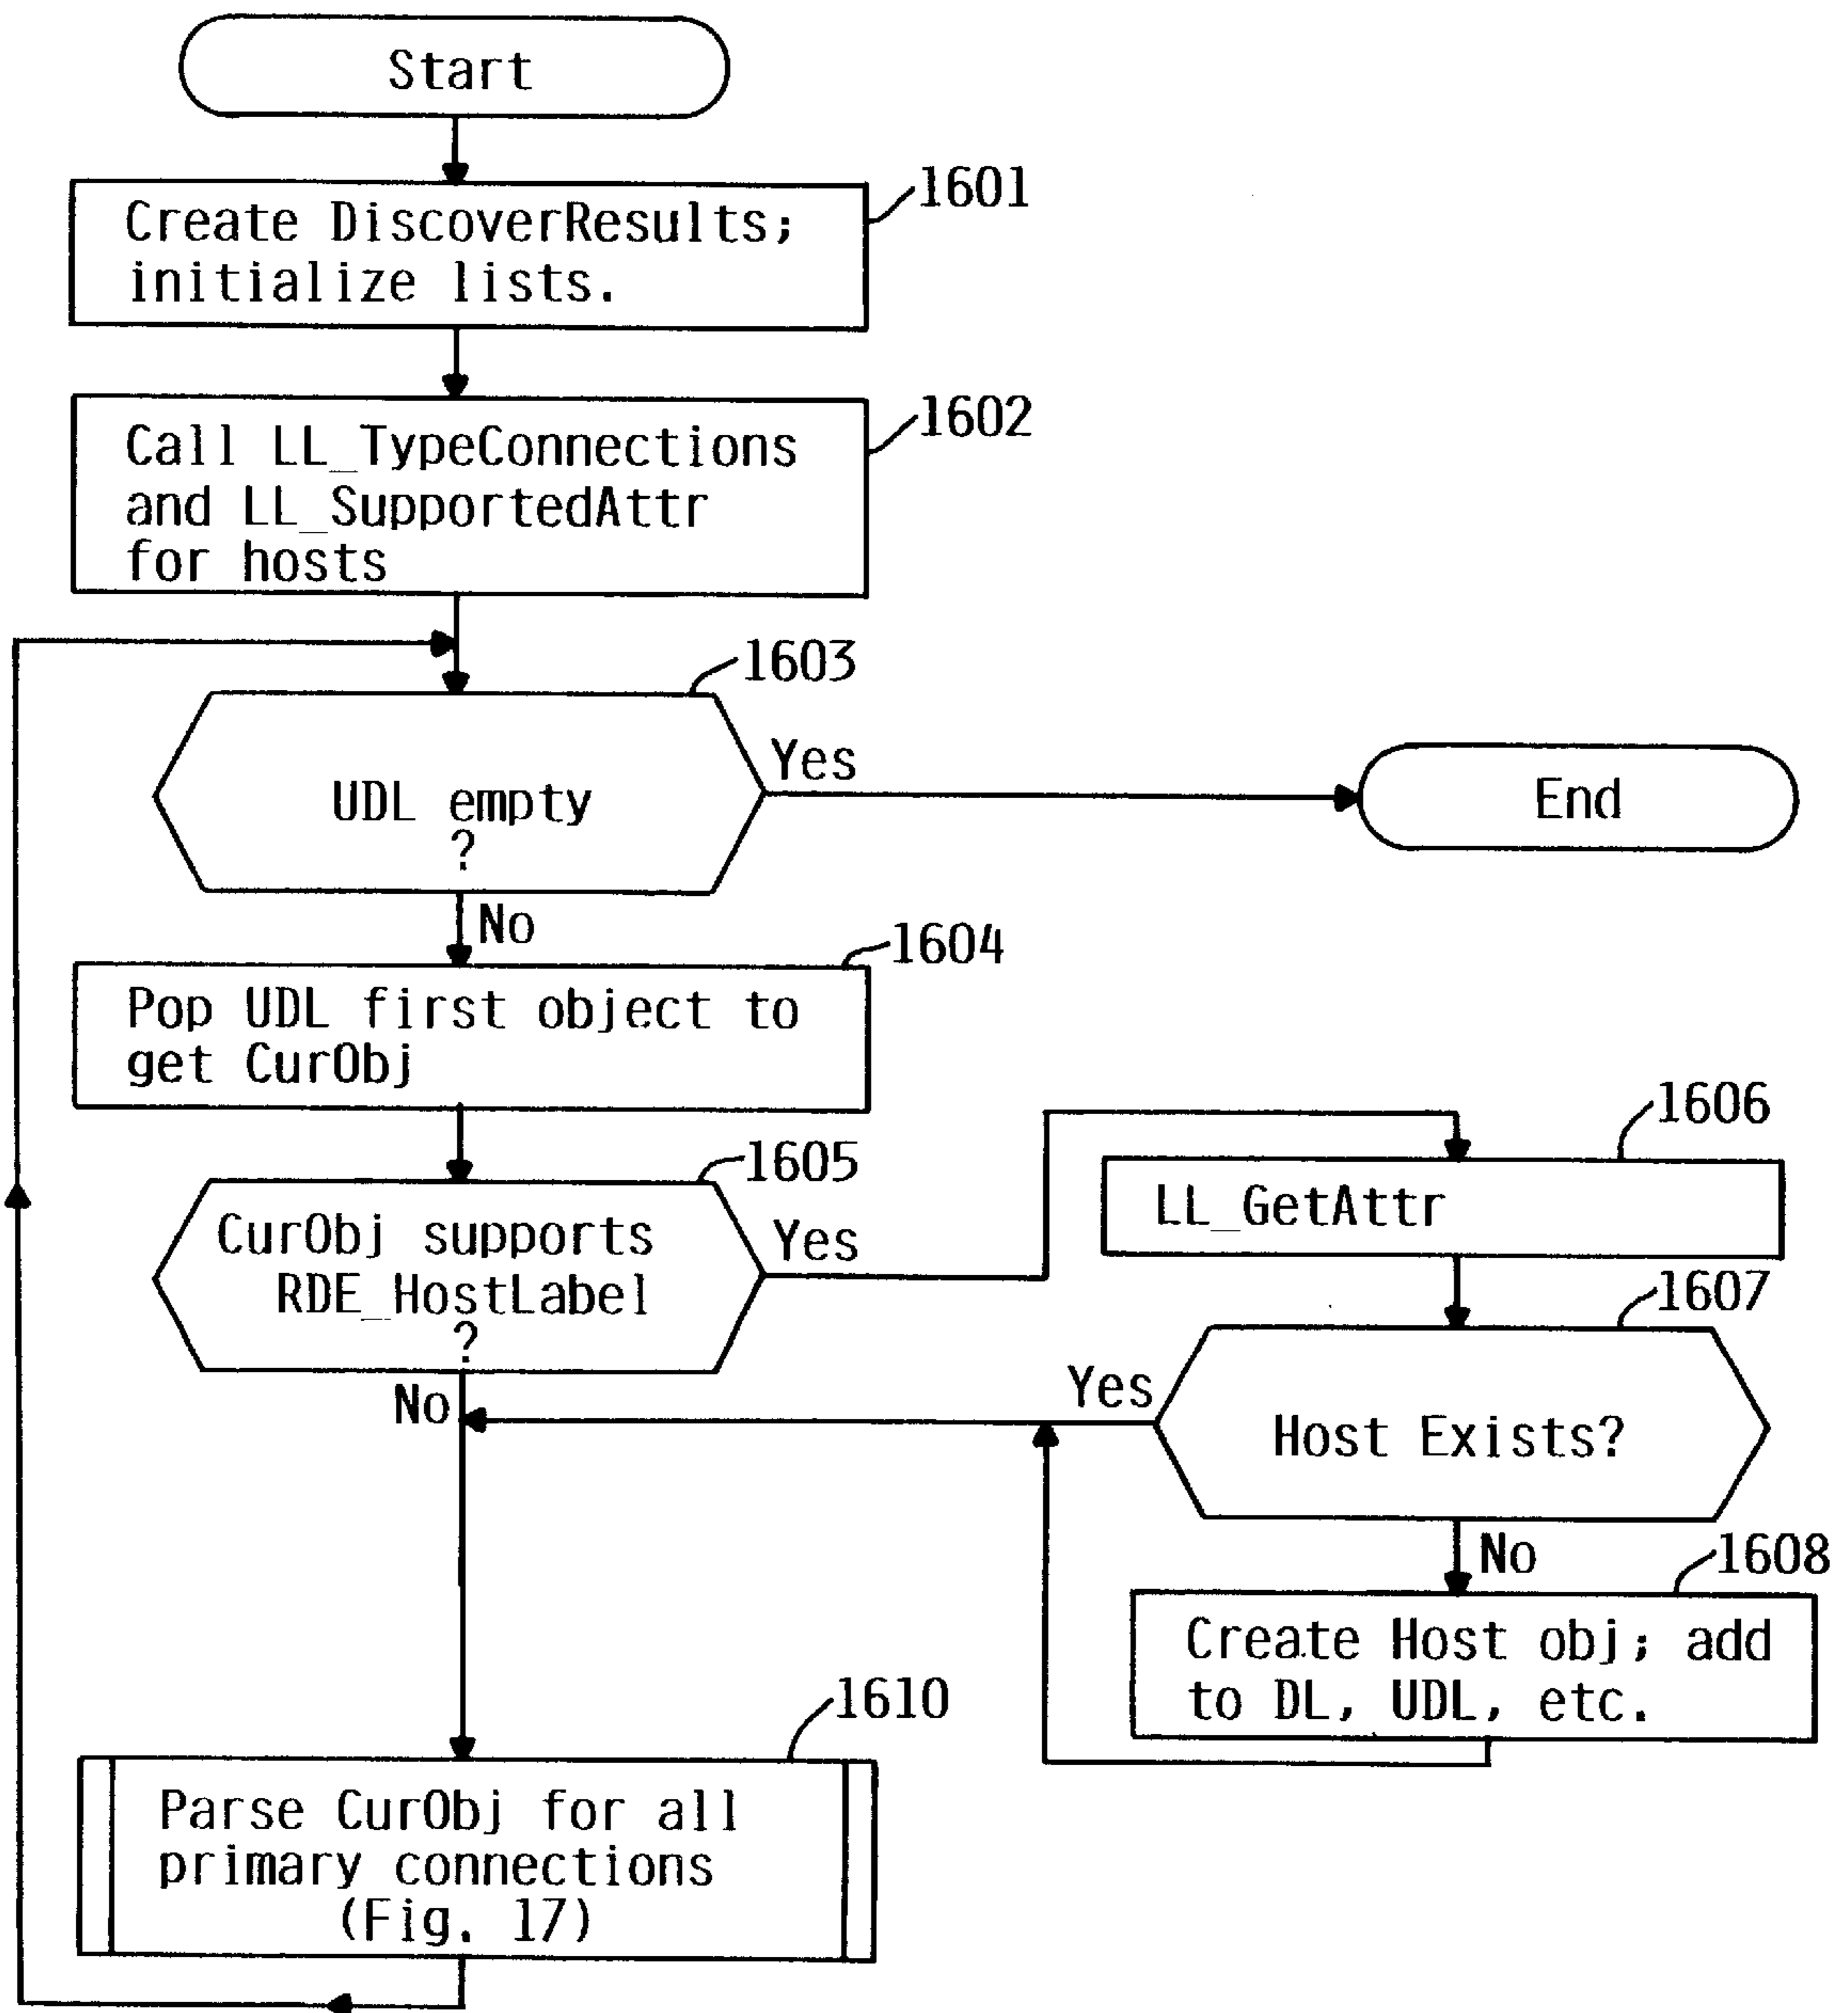 Start
1601
Create DiscoverResults;
initialize lists.
1602
Call LL_TypeConnections
and LL_SupportedAttr
for hosts
1603
UDL empty
?
Yes
End
No
1604
Pop UDL first object to
get CurObj
1605
CurObj supports
RDE_HostLabel
?
Yes
1606
LL_GetAttr
1607
Host Exists?
Yes
No
No
1608
Create Host obj; add
to DL, UDL, etc.
1610
Parse CurObj for all
primary connections
(Fig. 17)